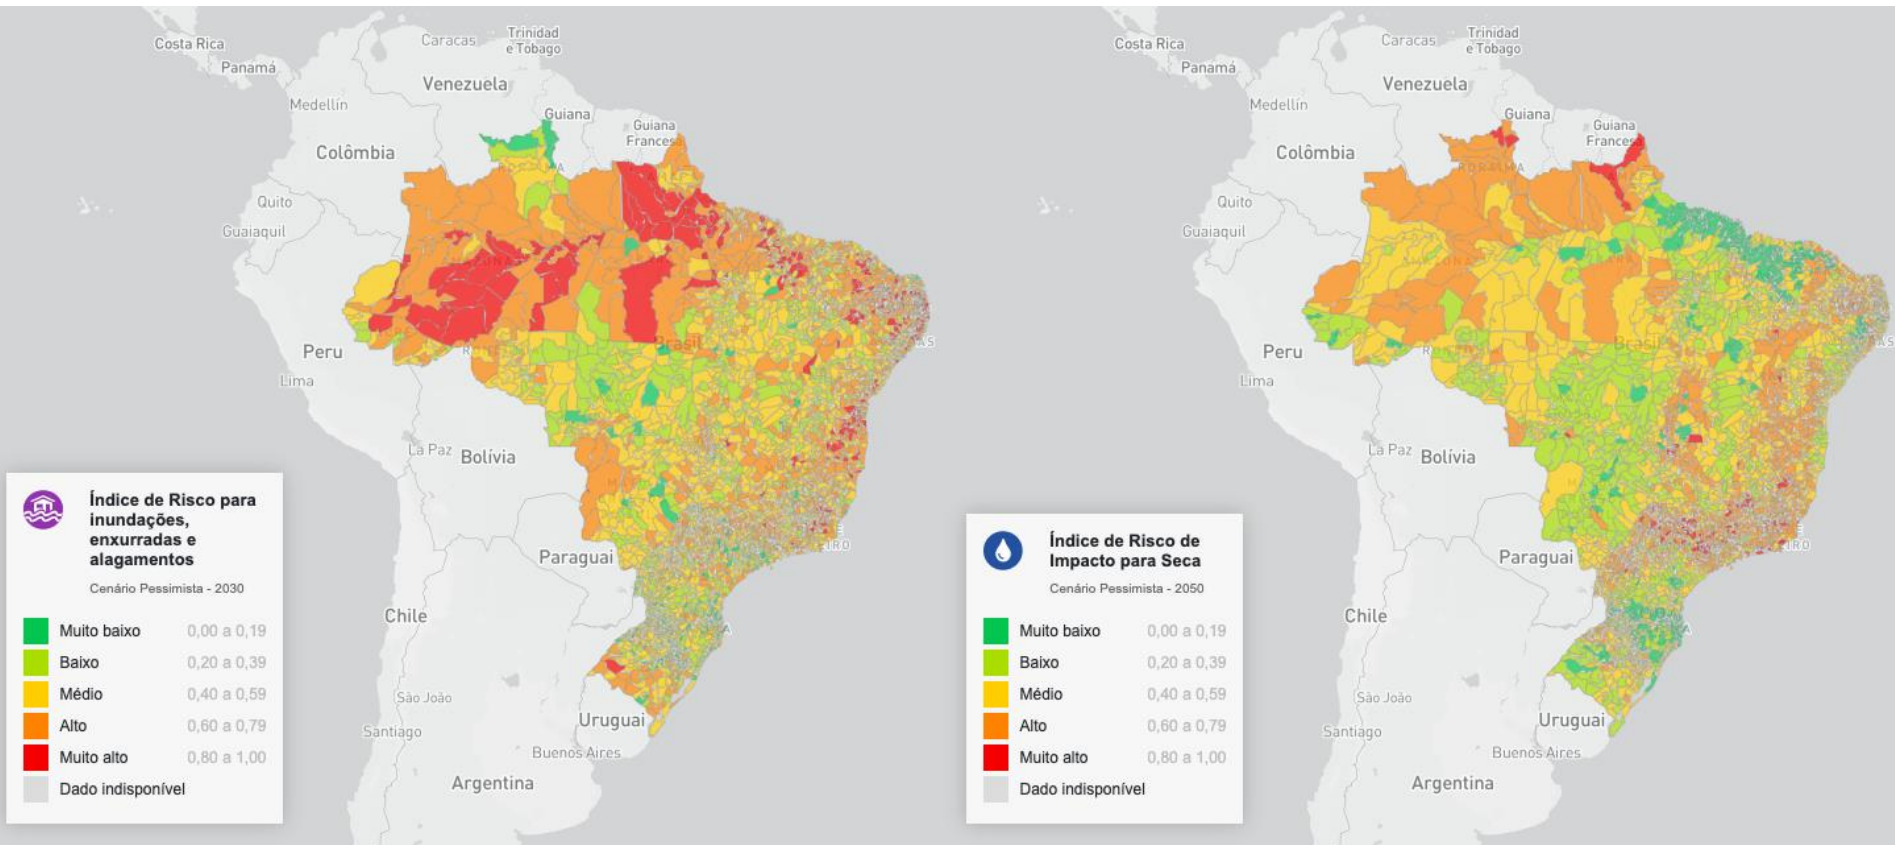 Costa Rica
Panamá
Caracas
Trinidad
e Tobago
Venezuela
Medellín
Guiana
Guiana
Francesa
Colômbia
Quito
Guaiaquil
Peru
Brasil
Lima
La Paz
Bolívia
Paraguai
Chile
São João
Santiago
Uruguai
Buenos Aires
Argentina
Índice de Risco para
inundações,
enxurradas e
alagamentos
Cenário Pessimista - 2030
Muito baixo 0,00 a 0,19
Baixo 0,20 a 0,39
Médio 0,40 a 0,59
Alto 0,60 a 0,79
Muito alto 0,80 a 1,00
Dado indisponível
Costa Rica
Panamá
Caracas
Trinidad
e Tobago
Venezuela
Medellín
Guiana
Guiana
Francesa
Colômbia
RORAIMA
Quito
Guaiaquil
Peru
Brasil
Lima
La Paz
Bolívia
Paraguai
Chile
São João
Santiago
Uruguai
Buenos Aires
Argentina
Índice de Risco de
Impacto para Seca
Cenário Pessimista - 2050
Muito baixo 0,00 a 0,19
Baixo 0,20 a 0,39
Médio 0,40 a 0,59
Alto 0,60 a 0,79
Muito alto 0,80 a 1,00
Dado indisponível